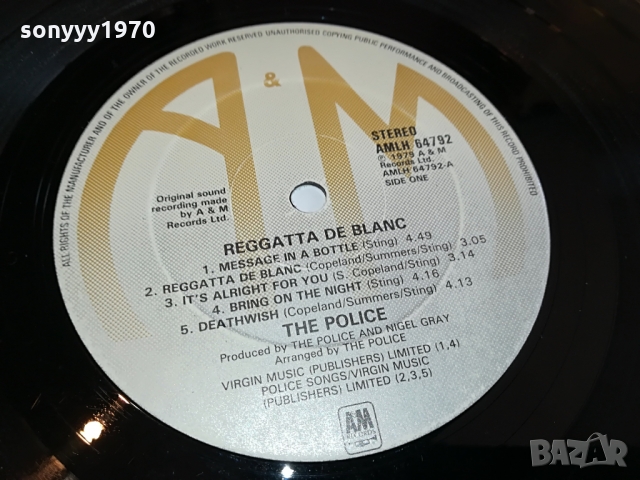 sonyyy1970
ALL RIGHTS OF THE MANUFACTURER AND OF THE OWNER OF THE RECORDED WORK RESERVED UNAUTHORISED COPYING PUBLIC PERFORMANCE AND BROADCASTING OF THIS RECORD PROHIBITED
A & M
STEREO
AMLH 64792
Ⓟ 1979 A & M
Records Ltd.
AMLH 64792-A
SIDE ONE
Original sound
recording made
by A & M
Records Ltd.
REGGATTA DE BLANC
1. MESSAGE IN A BOTTLE (Sting) 4.49
2. REGGATTA DE BLANC (Copeland/Summers/Sting) 3.05
3. IT'S ALRIGHT FOR YOU (S. Copeland/Sting) 3.14
4. BRING ON THE NIGHT (Sting) 4.16
5. DEATHWISH (Copeland/Summers/Sting) 4.13
THE POLICE
Produced by THE POLICE AND NIGEL GRAY
Arranged by THE POLICE
VIRGIN MUSIC (PUBLISHERS) LIMITED (1,4)
POLICE SONGS/VIRGIN MUSIC
(PUBLISHERS) LIMITED (2,3,5)
AM
RECORDS
BAZAR